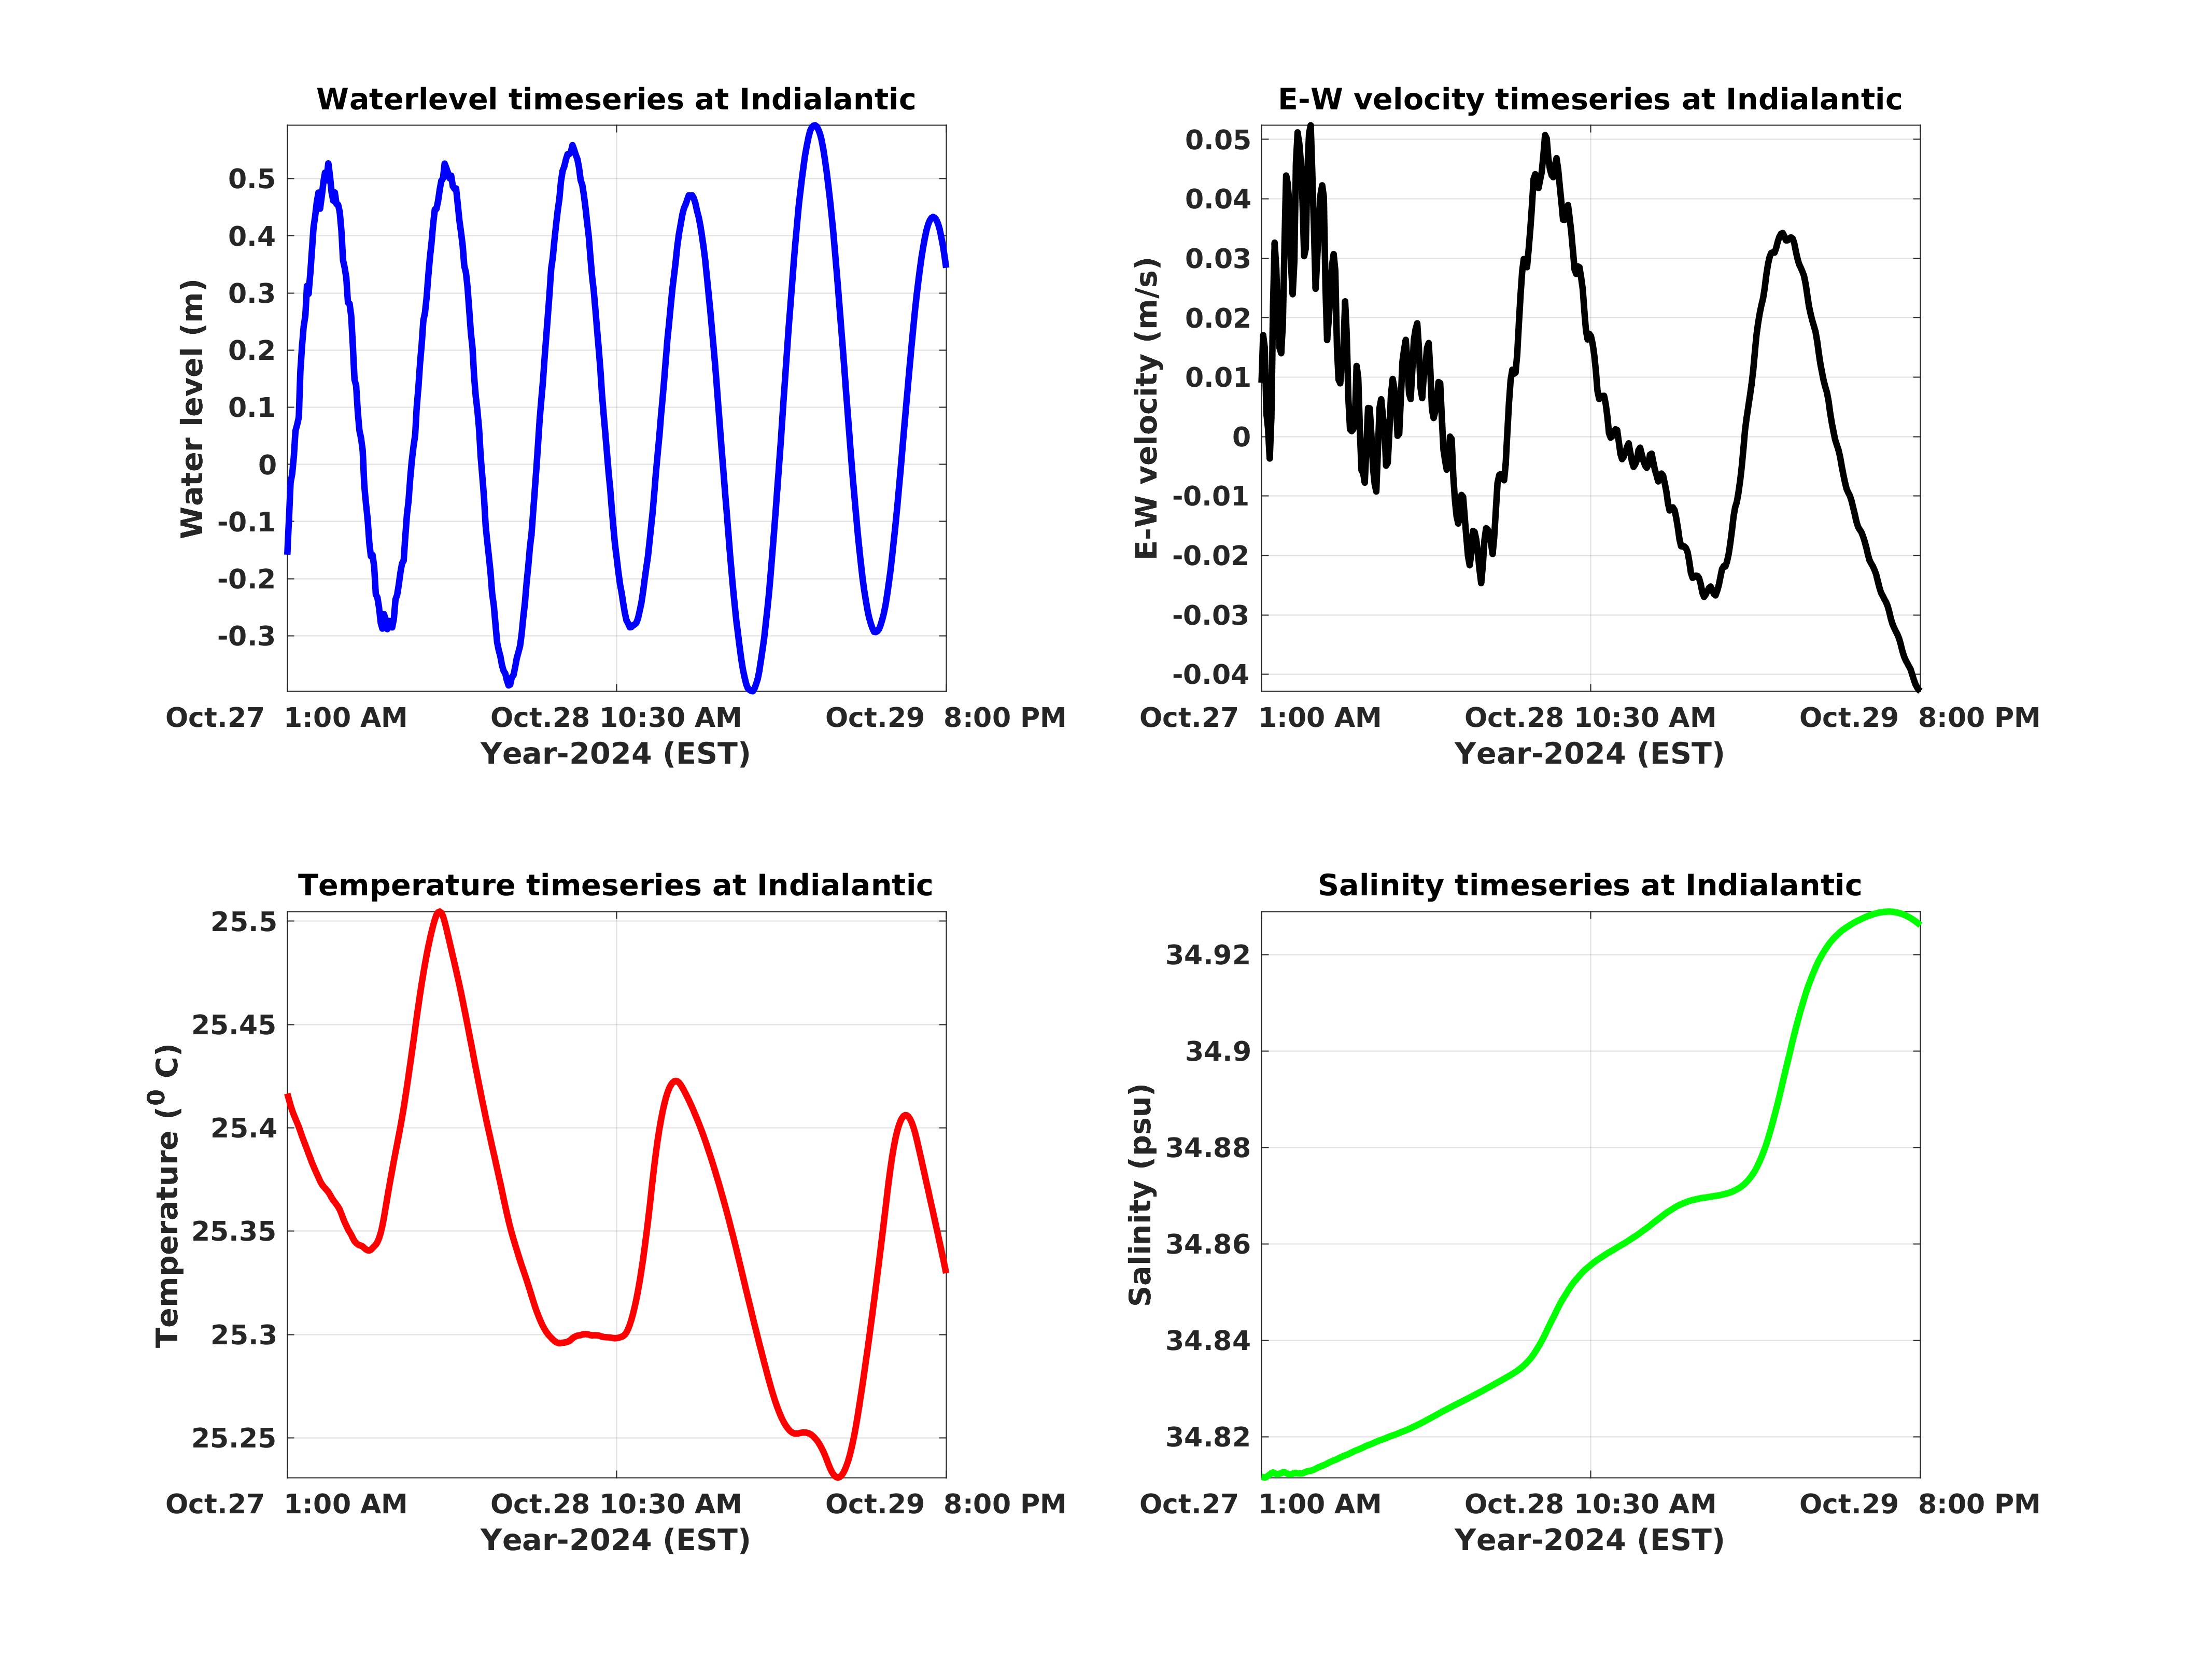 Waterlevel timeseries at Indialantic
Water level (m)
0.5
0.4
0.3
0.2
0.1
0
-0.1
-0.2
-0.3
Oct.27 1:00 AM Oct.28 10:30 AM Oct.29 8:00 PM
Year-2024 (EST)
E-W velocity timeseries at Indialantic
E-W velocity (m/s)
0.05
0.04
0.03
0.02
0.01
0
-0.01
-0.02
-0.03
-0.04
Oct.27 1:00 AM Oct.28 10:30 AM Oct.29 8:00 PM
Year-2024 (EST)
Temperature timeseries at Indialantic
Temperature (⁰ C)
25.5
25.45
25.4
25.35
25.3
25.25
Oct.27 1:00 AM Oct.28 10:30 AM Oct.29 8:00 PM
Year-2024 (EST)
Salinity timeseries at Indialantic
Salinity (psu)
34.92
34.9
34.88
34.86
34.84
34.82
Oct.27 1:00 AM Oct.28 10:30 AM Oct.29 8:00 PM
Year-2024 (EST)